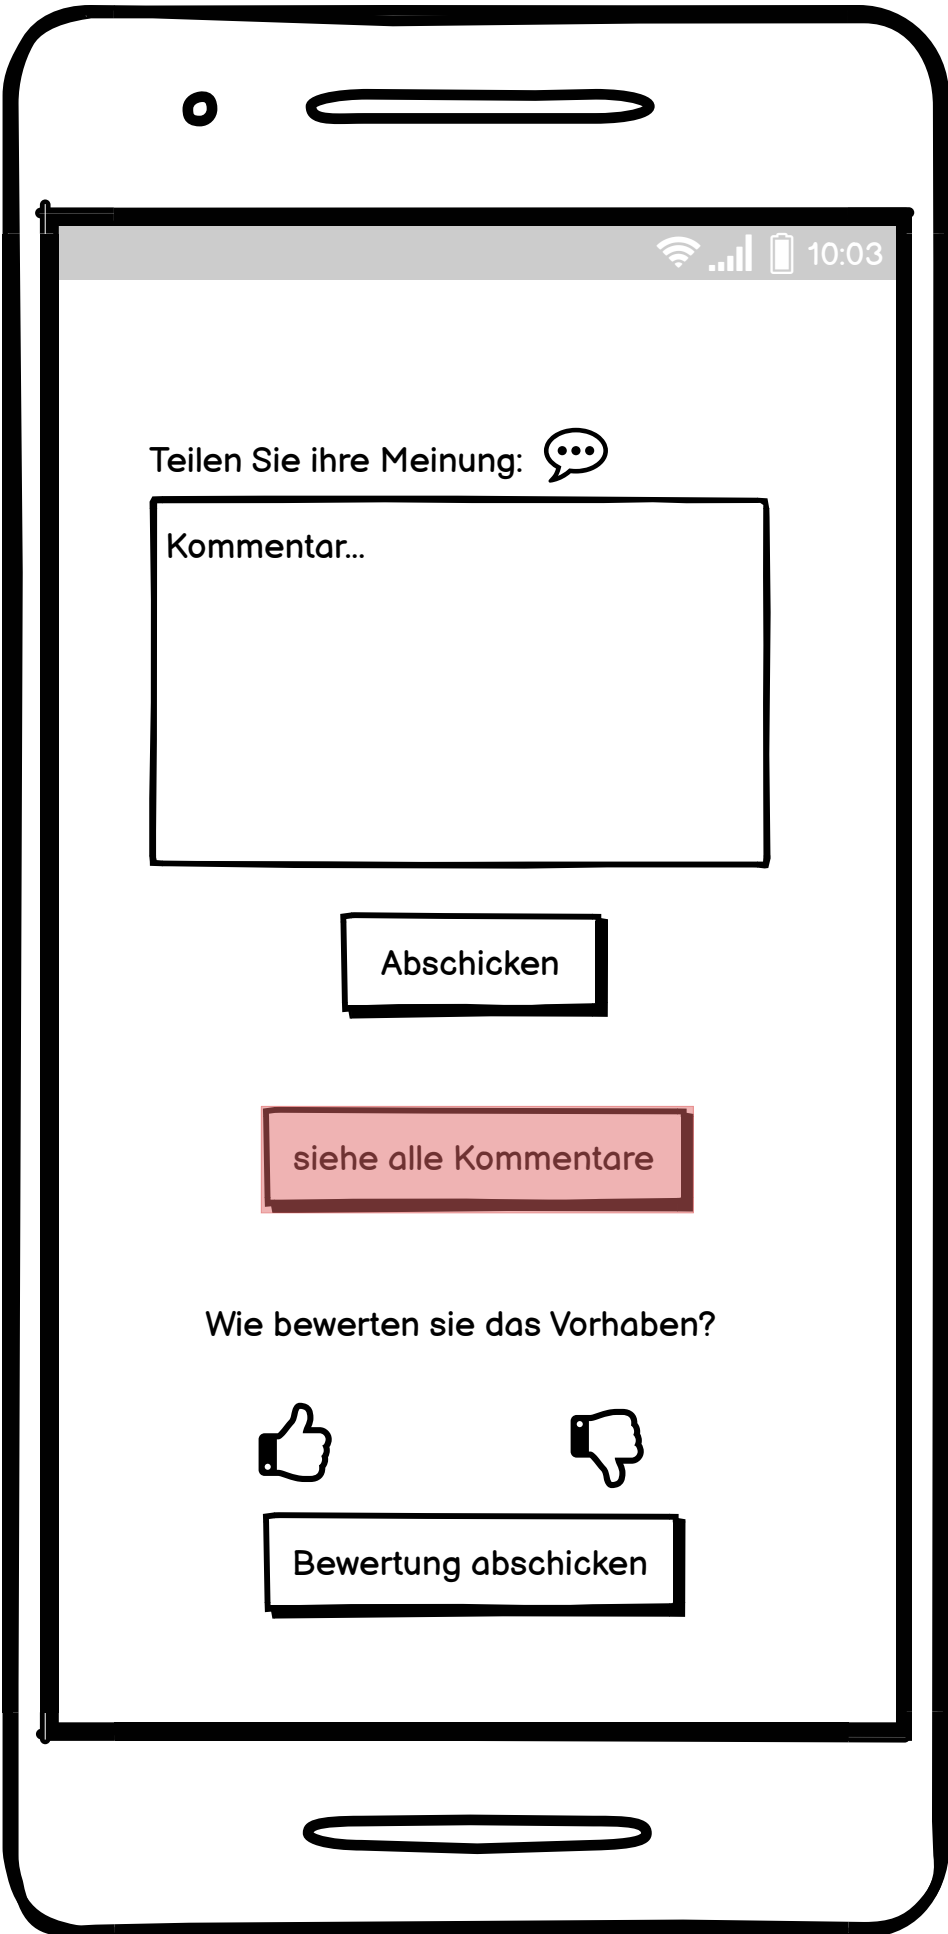 10:03
Teilen Sie ihre Meinung:
Kommentar...
Abschicken
siehe alle Kommentare
Wie bewerten sie das Vorhaben?
Bewertung abschicken